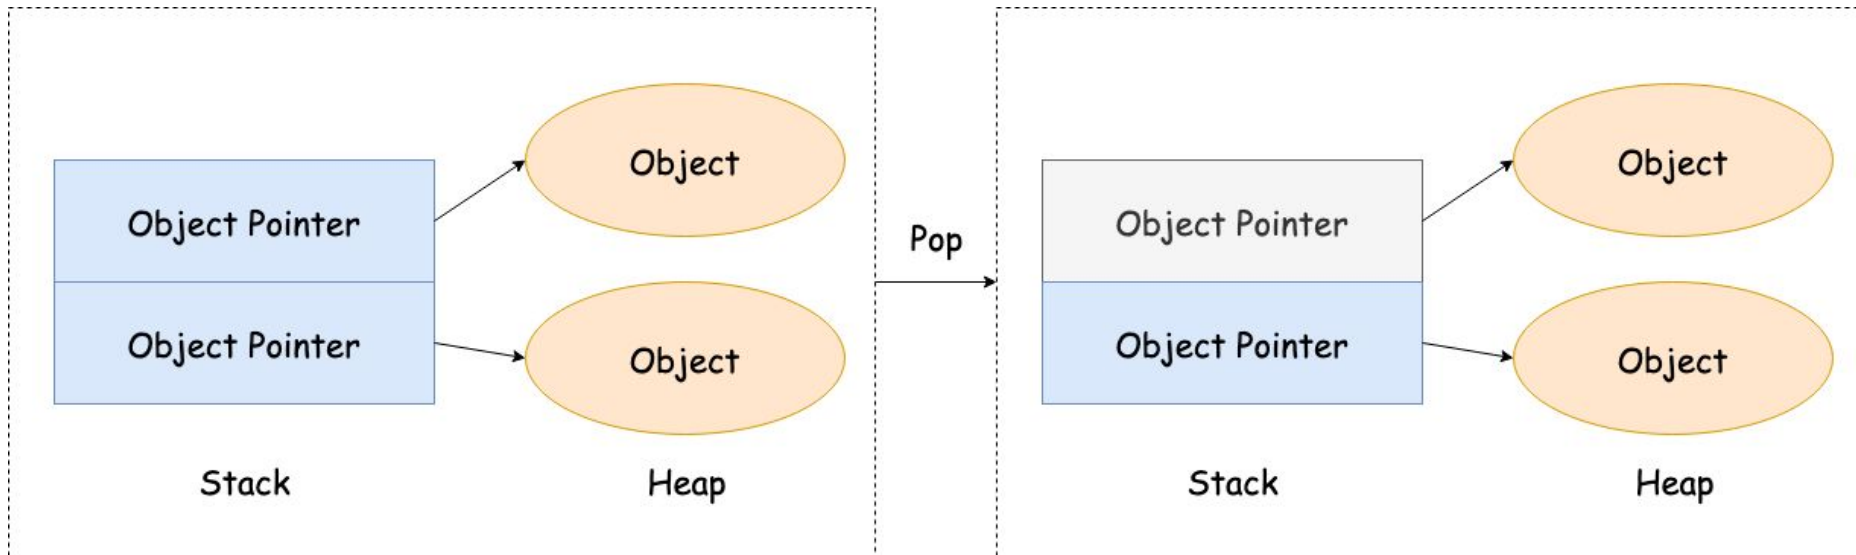 Object
Object Pointer
Object Pointer
Object
Stack
Heap
Pop
Object
Object Pointer
Object Pointer
Object
Stack
Heap